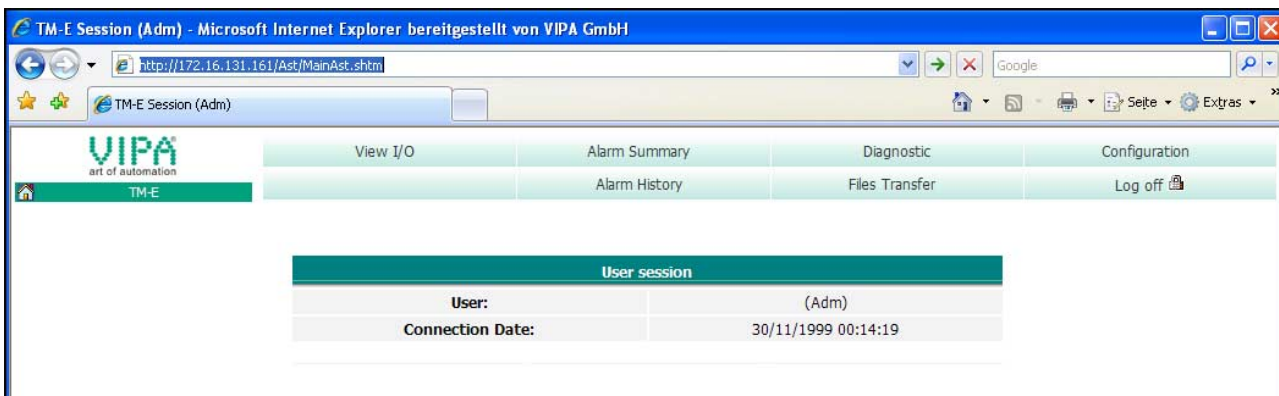 TM-E Session (Adm) - Microsoft Internet Explorer bereitgestellt von VIPA GmbH
http://172.16.131.161/Ast/MainAst.shtm
Google
TM-E Session (Adm)
Seite
Extras
»
VIPA
art of automation
View I/O
Alarm Summary
Diagnostic
Configuration
TM-E
Alarm History
Files Transfer
Log off
User session
User: (Adm)
Connection Date: 30/11/1999 00:14:19